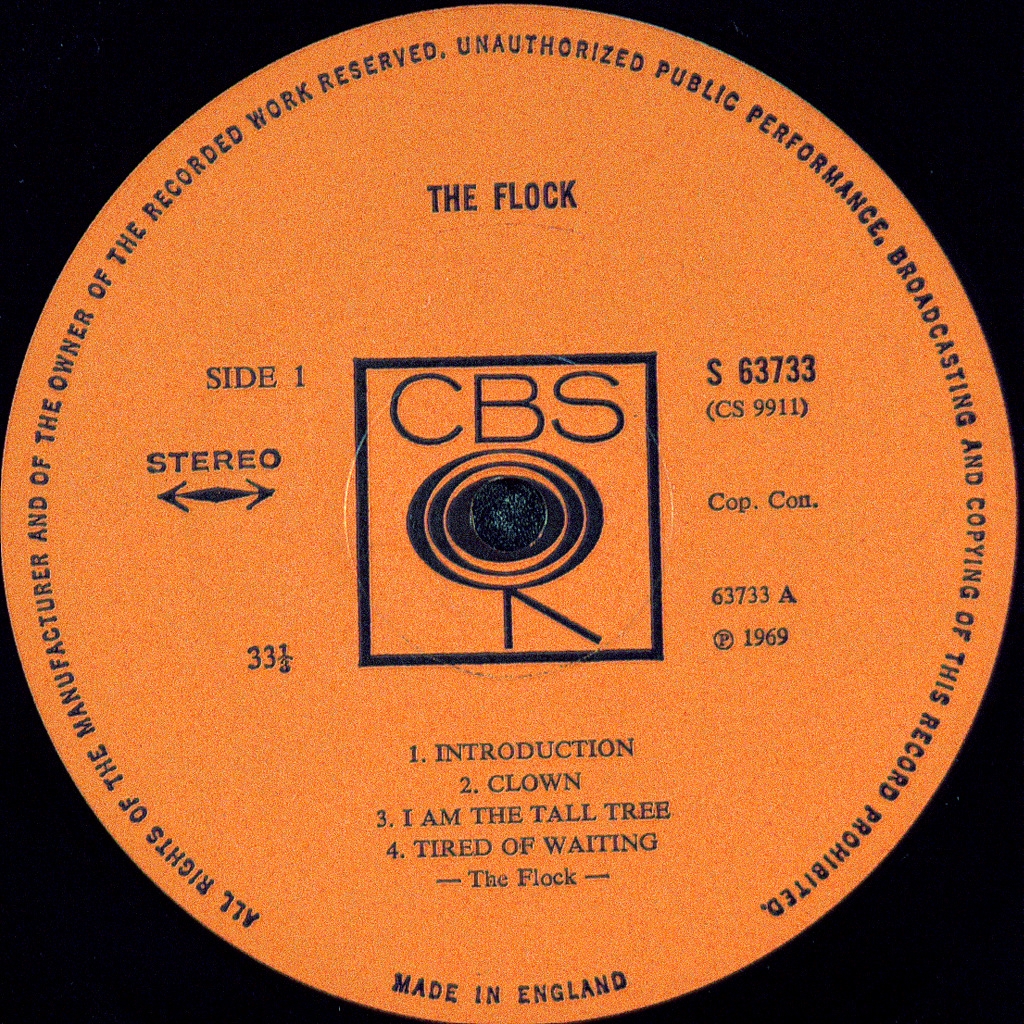 ALL RIGHTS OF THE MANUFACTURER AND OF THE OWNER OF THE RECORDED WORK RESERVED. UNAUTHORIZED PUBLIC PERFORMANCE, BROADCASTING AND COPYING OF THIS RECORD PROHIBITED.
THE FLOCK
SIDE 1
STEREO
33⅓
CBS
S 63733
(CS 9911)
Cop. Con.
63733 A
℗ 1969
1. INTRODUCTION
2. CLOWN
3. I AM THE TALL TREE
4. TIRED OF WAITING
— The Flock —
MADE IN ENGLAND